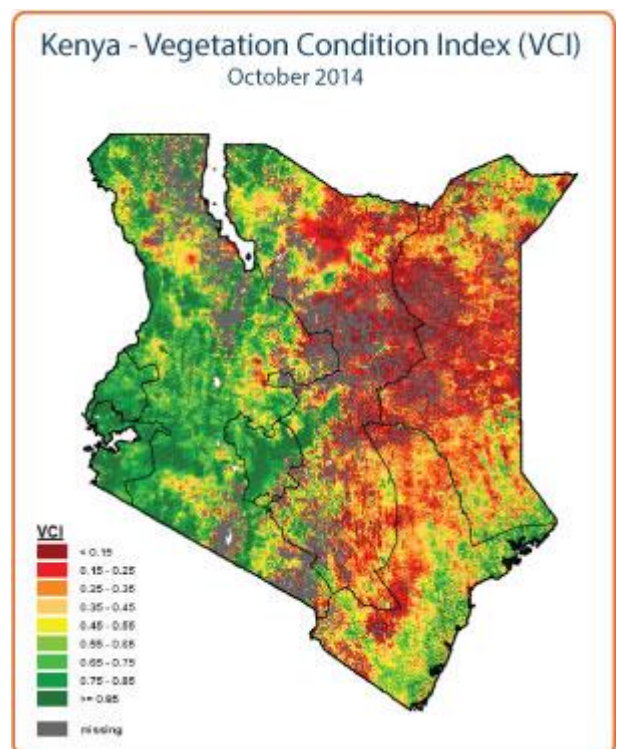 Kenya - Vegetation Condition Index (VCI)
October 2014
VCI
< 0.15
0.15 - 0.25
0.25 - 0.35
0.35 - 0.45
0.45 - 0.55
0.55 - 0.65
0.65 - 0.75
0.75 - 0.85
>= 0.85
missing